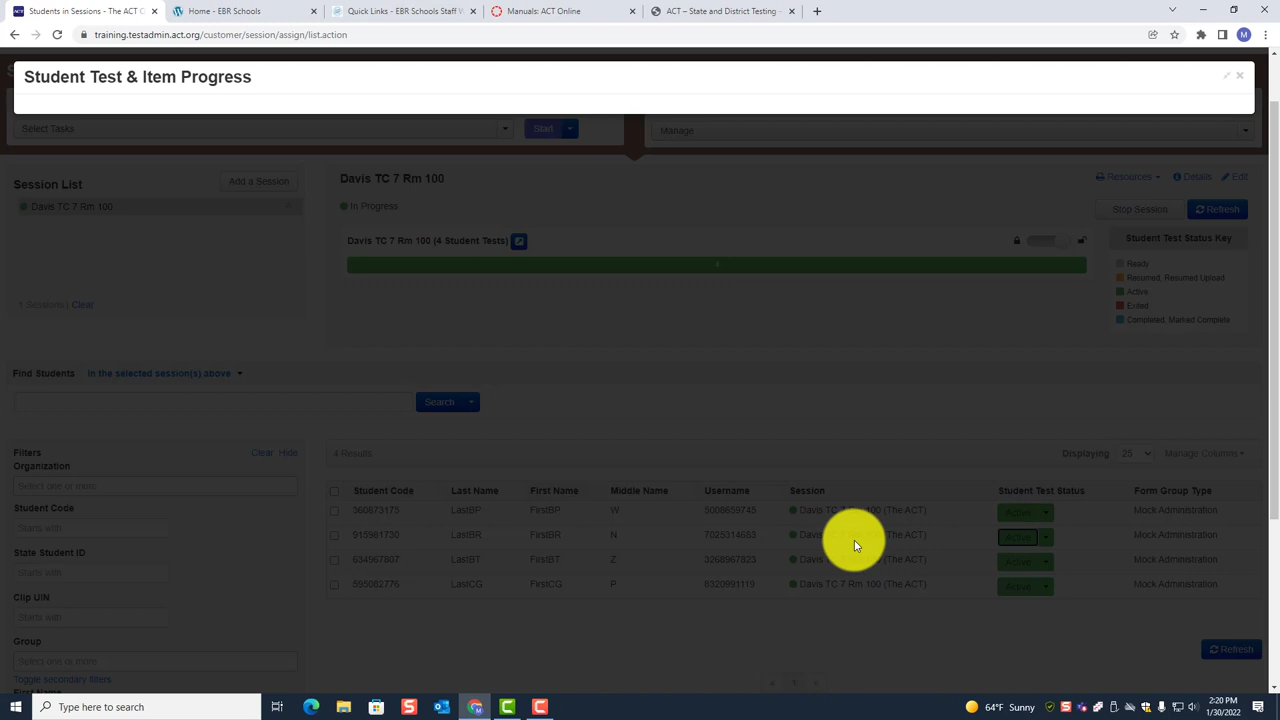 Students in Sessions - The ACT C
Home - EBR Schools
Quick Links - EBR Schools Staff W
Manuals: ACT Online
ACT – State and District Testing -
training.testadmin.act.org/customer/session/assign/list.action
M
Student Test & Item Progress
Select Tasks
Start
Manage
Session List
Add a Session
Davis TC 7 Rm 100
1 Sessions | Clear
Davis TC 7 Rm 100
Resources
Details
Edit
In Progress
Stop Session
Refresh
Davis TC 7 Rm 100 (4 Student Tests)
Student Test Status Key
Ready
Resumed, Resumed Upload
Active
Exited
Completed, Marked Complete
Find Students in the selected session(s) above
Search
Filters
Clear Hide
Organization
Select one or more
Student Code
Starts with
State Student ID
Starts with
Clip U/N
Starts with
Group
Select one or more
Toggle secondary filters
First Name
4 Results
Displaying 25
Manage Columns
Student Code Last Name First Name Middle Name Username Session Student Test Status Form Group Type
360873175 LastBP FirstBP W 5008659745 Davis TC 7 Rm 100 (The ACT) Active Mock Administration
915981730 LastBR FirstBR N 7025314683 Davis TC 7 Rm 100 (The ACT) Active Mock Administration
634967807 LastBT FirstBT Z 3268967823 Davis TC 7 Rm 100 (The ACT) Active Mock Administration
595082776 LastCG FirstCG P 8320991119 Davis TC 7 Rm 100 (The ACT) Active Mock Administration
Refresh
« 1 »
Type here to search
64°F Sunny
2:20 PM
1/30/2022